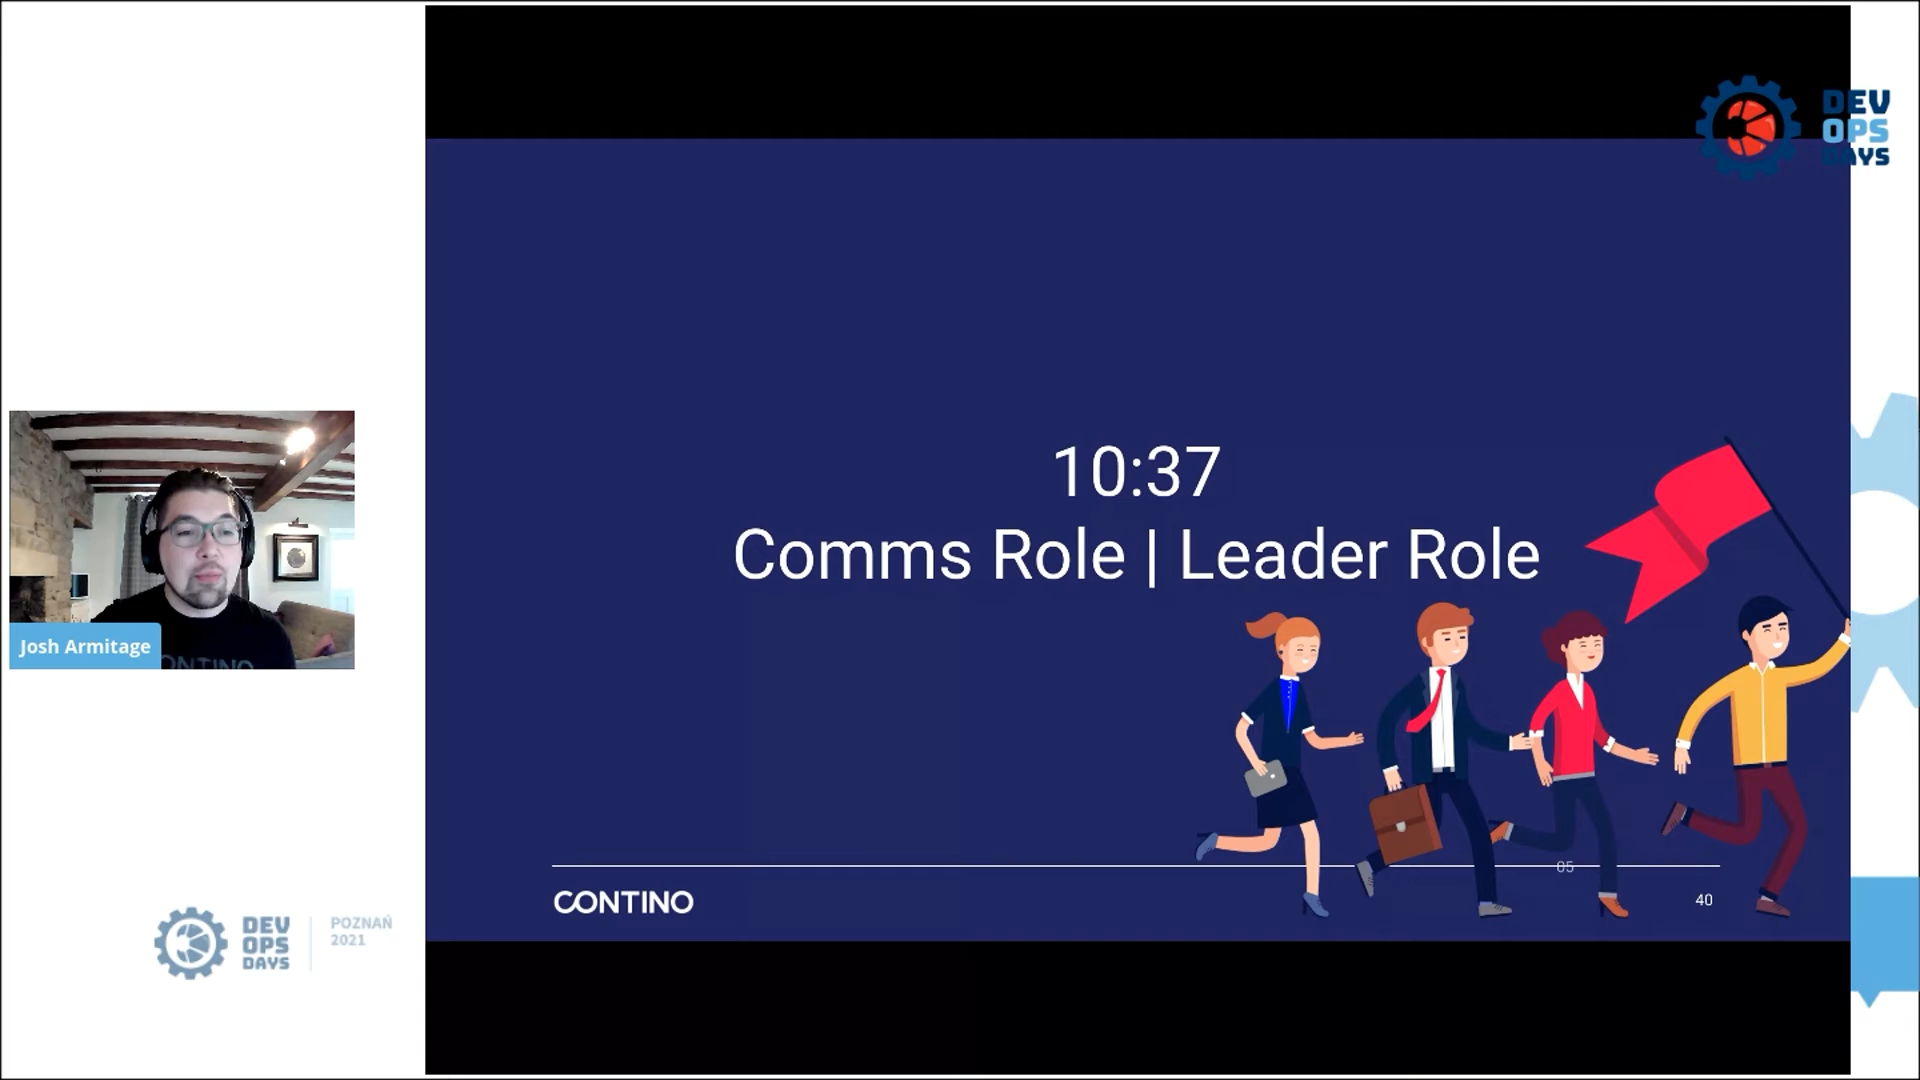 DEV
OPS
DAYS
10:37
Comms Role | Leader Role
Josh Armitage
CONTINO
05
CONTINO
40
DEV
OPS
DAYS
POZNAŃ
2021